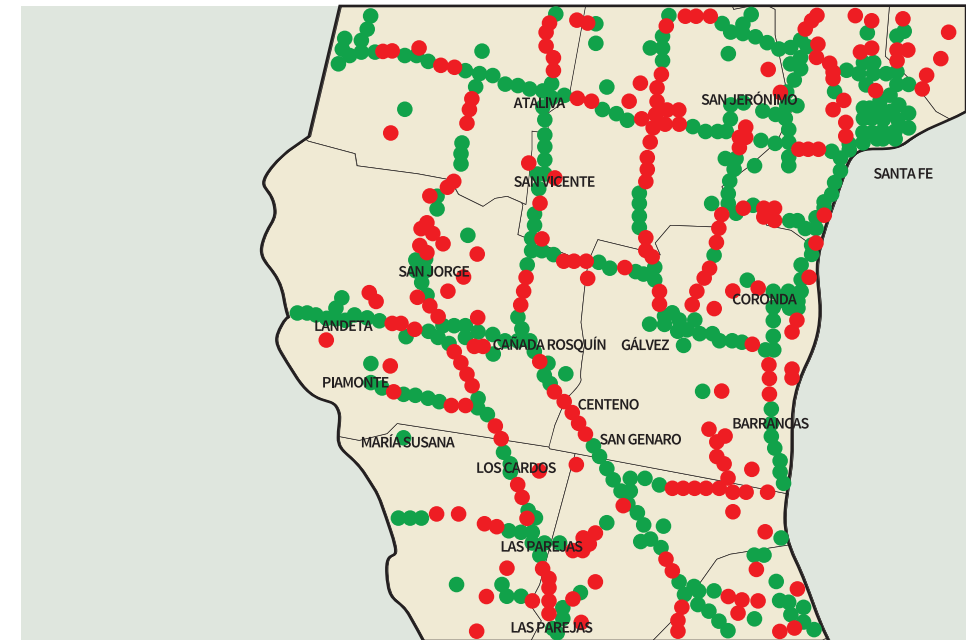 ATALIVA
SAN JERÓNIMO
SANTA FE
SAN VICENTE
SAN JORGE
CORONDA
LANDETA
CAÑADA ROSQUÍN
GÁLVEZ
PIAMONTE
CENTENO
BARRANCAS
MARÍA SUSANA
SAN GENARO
LOS CARDOS
LAS PAREJAS
LAS PAREJAS